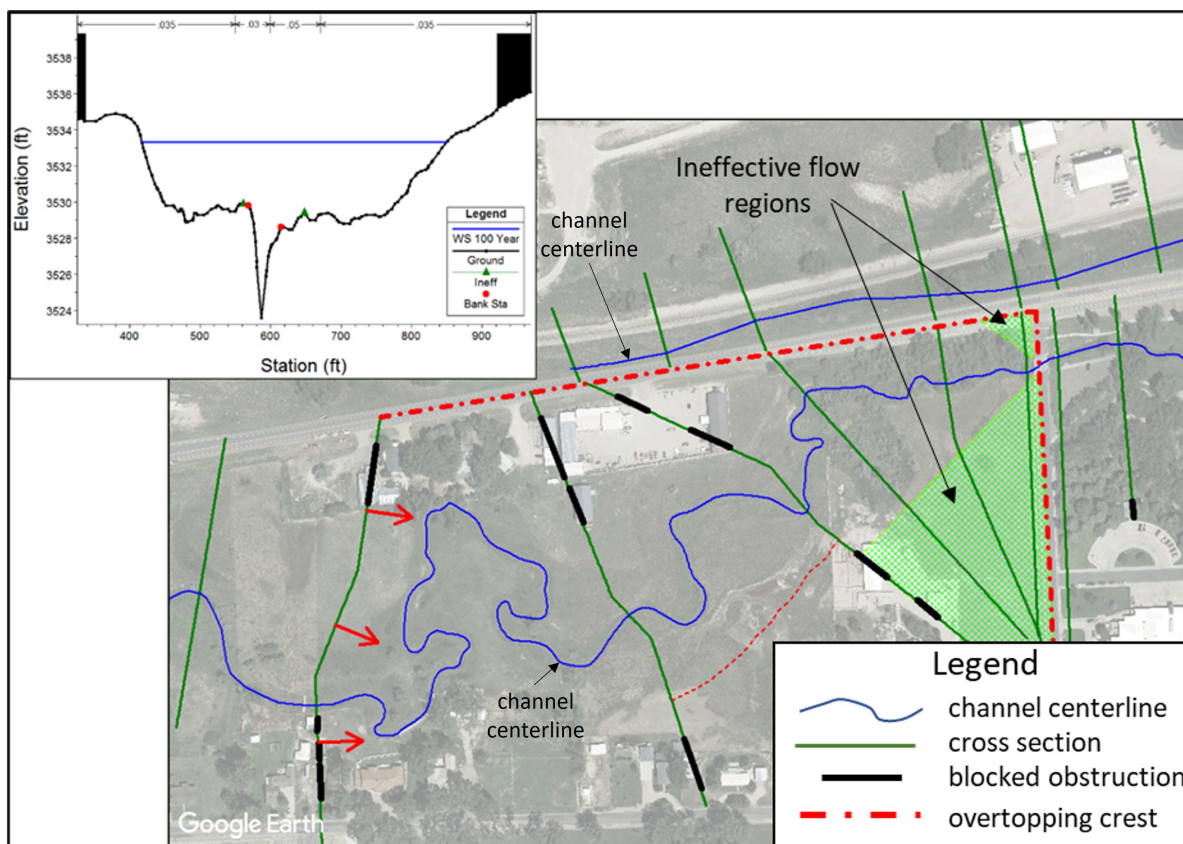 .035 .03 .05 .035
3538
3536
3534
3532
3530
3528
3526
3524
Elevation (ft)
400 500 600 700 800 900
Station (ft)
Legend
WS 100 Year
Ground
Ineff
Bank Sta
Ineffective flow
regions
channel
centerline
channel
centerline
Google Earth
Legend
channel centerline
cross section
blocked obstruction
overtopping crest